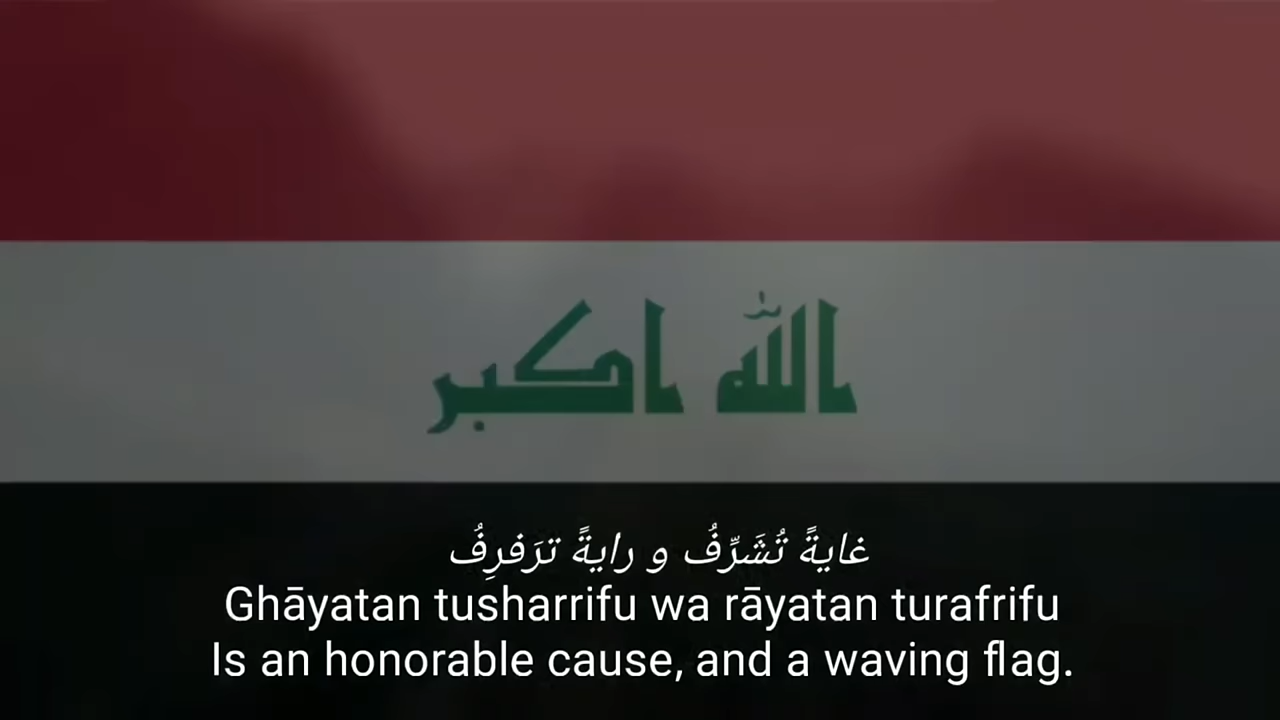 الله اكبر
غايةً تُشَرِّفُ و رايةً ترَفرِفُ
Ghāyatan tusharrifu wa rāyatan turafrifu
Is an honorable cause, and a waving flag.